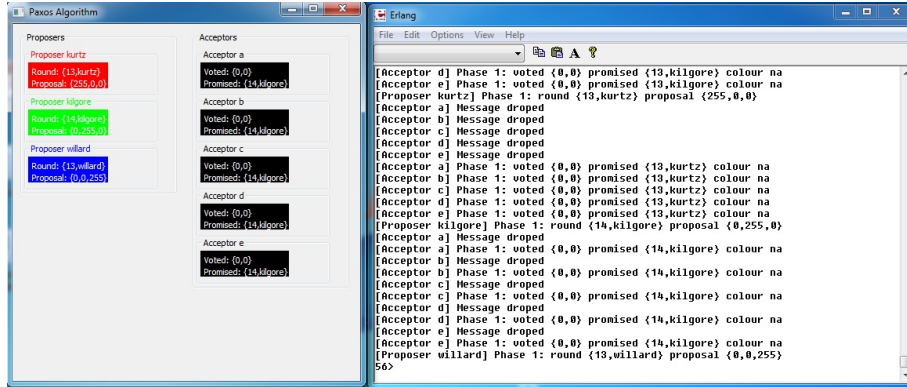 Paxos Algorithm
Proposers
Proposer kurtz
Round: {13,kurtz}
Proposal: {255,0,0}
Proposer kilgore
Round: {14,kilgore}
Proposal: {0,255,0}
Proposer willard
Round: {13,willard}
Proposal: {0,0,255}
Acceptors
Acceptor a
Voted: {0,0}
Promised: {14,kilgore}
Acceptor b
Voted: {0,0}
Promised: {14,kilgore}
Acceptor c
Voted: {0,0}
Promised: {14,kilgore}
Acceptor d
Voted: {0,0}
Promised: {14,kilgore}
Acceptor e
Voted: {0,0}
Promised: {14,kilgore}
Erlang
File Edit Options View Help
[Acceptor d] Phase 1: voted {0,0} promised {13,kilgore} colour na
[Acceptor e] Phase 1: voted {0,0} promised {13,kilgore} colour na
[Proposer kurtz] Phase 1: round {13,kurtz} proposal {255,0,0}
[Acceptor a] Message droped
[Acceptor b] Message droped
[Acceptor c] Message droped
[Acceptor d] Message droped
[Acceptor e] Message droped
[Acceptor a] Phase 1: voted {0,0} promised {13,kurtz} colour na
[Acceptor b] Phase 1: voted {0,0} promised {13,kurtz} colour na
[Acceptor c] Phase 1: voted {0,0} promised {13,kurtz} colour na
[Acceptor d] Phase 1: voted {0,0} promised {13,kurtz} colour na
[Acceptor e] Phase 1: voted {0,0} promised {13,kurtz} colour na
[Proposer kilgore] Phase 1: round {14,kilgore} proposal {0,255,0}
[Acceptor a] Message droped
[Acceptor a] Phase 1: voted {0,0} promised {14,kilgore} colour na
[Acceptor b] Message droped
[Acceptor b] Phase 1: voted {0,0} promised {14,kilgore} colour na
[Acceptor c] Message droped
[Acceptor c] Phase 1: voted {0,0} promised {14,kilgore} colour na
[Acceptor d] Message droped
[Acceptor d] Phase 1: voted {0,0} promised {14,kilgore} colour na
[Acceptor e] Message droped
[Acceptor e] Phase 1: voted {0,0} promised {14,kilgore} colour na
[Proposer willard] Phase 1: round {13,willard} proposal {0,0,255}
56>